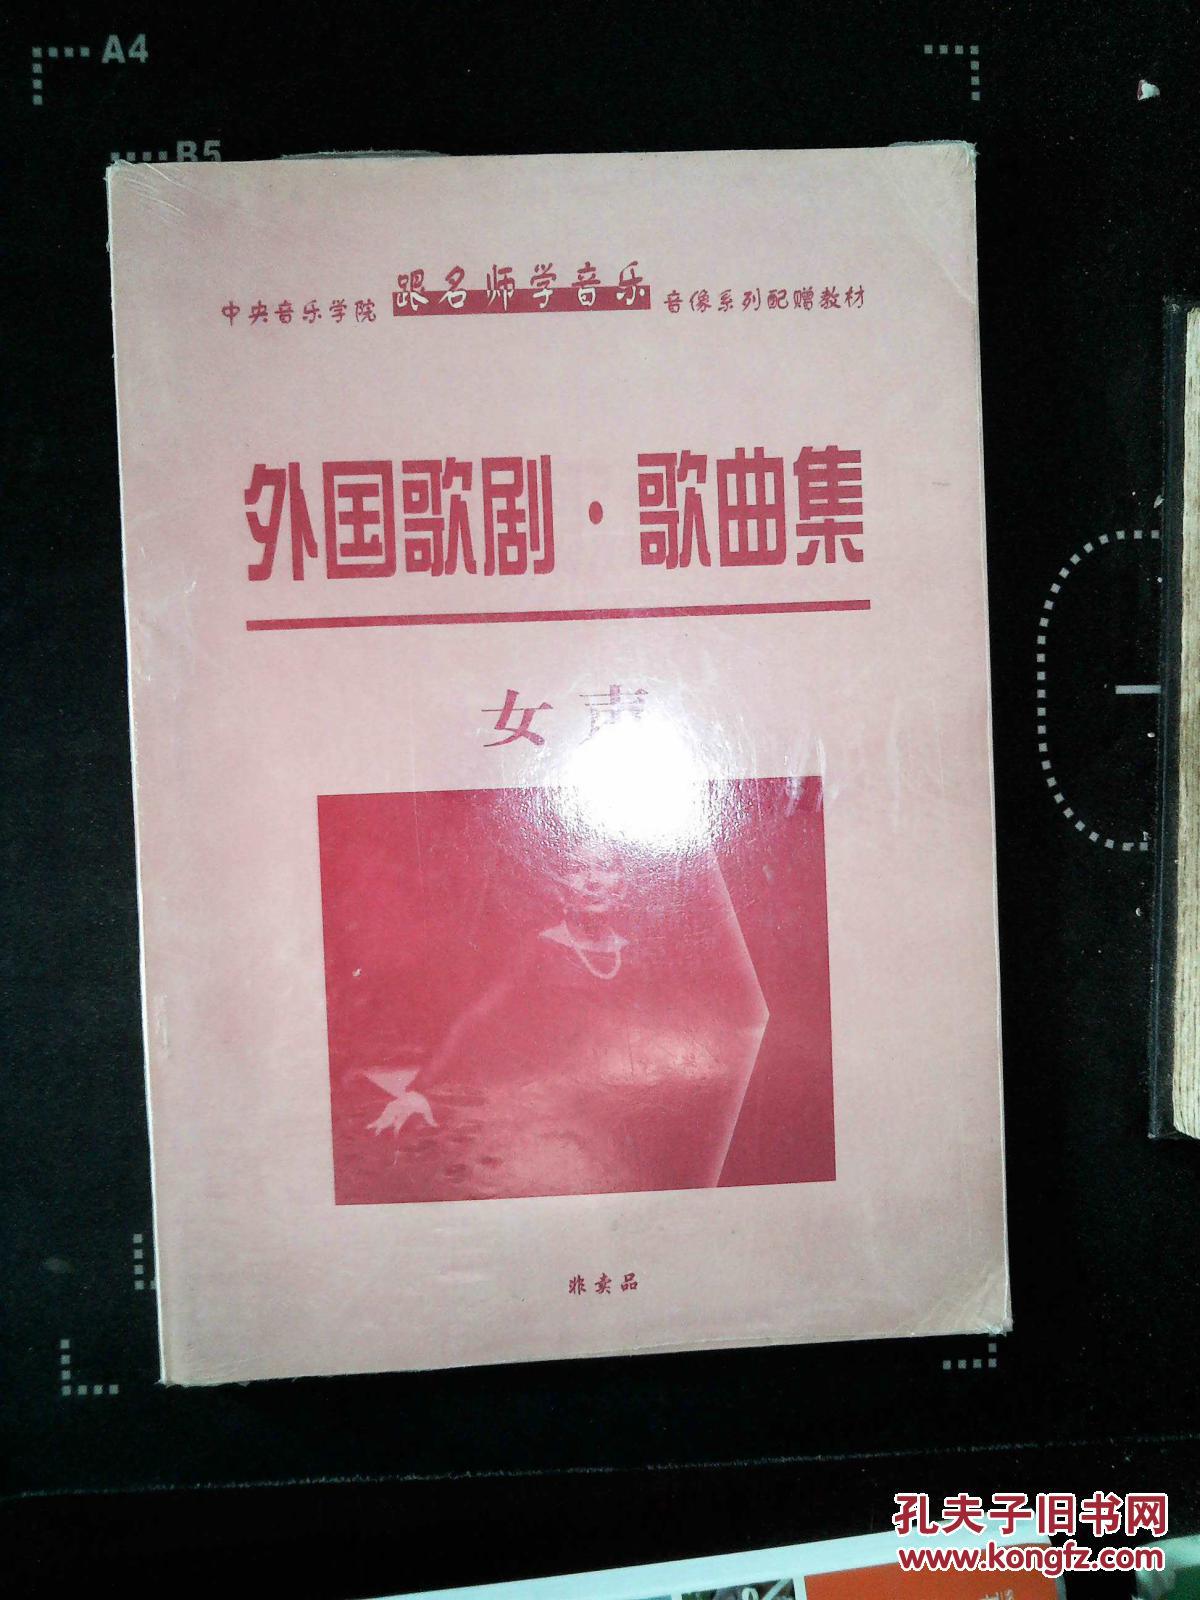 A4
B5
中央音乐学院 跟名师学音乐 音像系列配赠教材
外国歌剧·歌曲集
女声
非卖品
孔夫子旧书网
www.kongfz.com